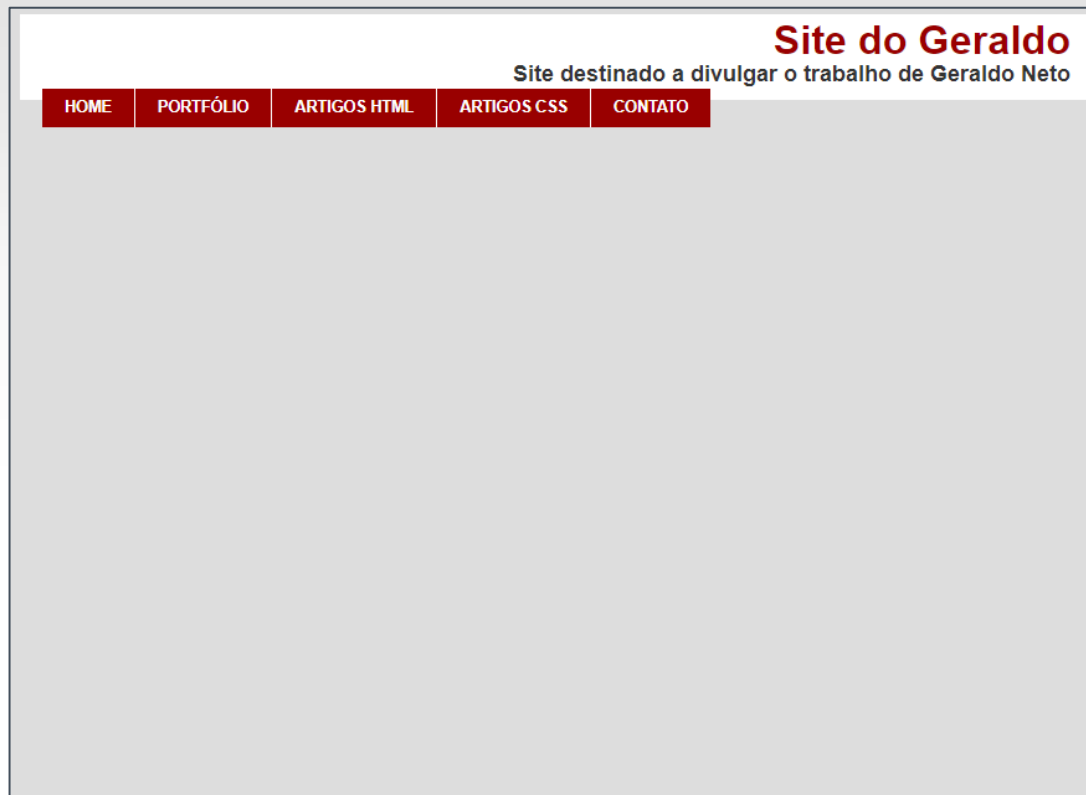 Site do Geraldo
Site destinado a divulgar o trabalho de Geraldo Neto
HOME PORTFÓLIO ARTIGOS HTML ARTIGOS CSS CONTATO